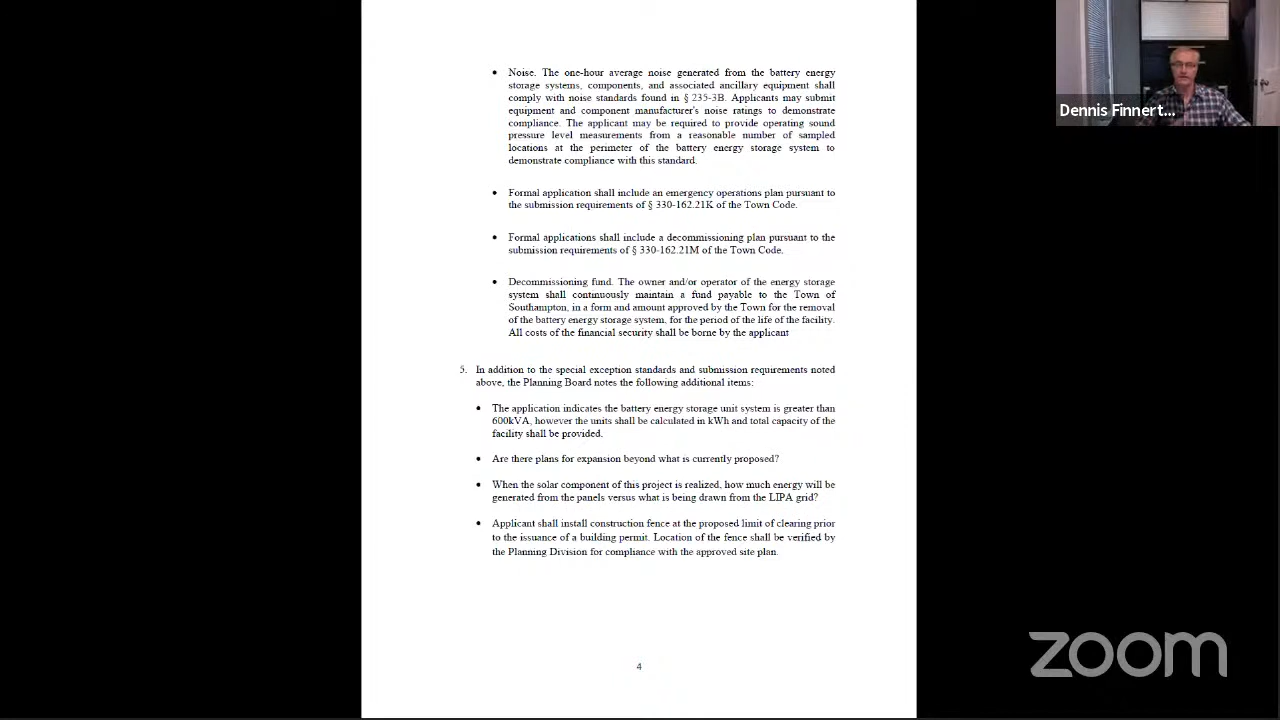 • Noise. The one-hour average noise generated from the battery energy
storage systems, components, and associated ancillary equipment shall
comply with noise standards found in § 235-3B. Applicants may submit
equipment and component manufacturer's noise ratings to demonstrate
compliance. The applicant may be required to provide operating sound
pressure level measurements from a reasonable number of sampled
locations at the perimeter of the battery energy storage system to
demonstrate compliance with this standard.
• Formal application shall include an emergency operations plan pursuant to
the submission requirements of § 330-162.21K of the Town Code.
• Formal applications shall include a decommissioning plan pursuant to the
submission requirements of § 330-162.21M of the Town Code.
• Decommissioning fund. The owner and/or operator of the energy storage
system shall continuously maintain a fund payable to the Town of
Southampton, in a form and amount approved by the Town for the removal
of the battery energy storage system, for the period of the life of the facility.
All costs of the financial security shall be borne by the applicant
5. In addition to the special exception standards and submission requirements noted
above, the Planning Board notes the following additional items:
• The application indicates the battery energy storage unit system is greater than
600kVA, however the units shall be calculated in kWh and total capacity of the
facility shall be provided.
• Are there plans for expansion beyond what is currently proposed?
• When the solar component of this project is realized, how much energy will be
generated from the panels versus what is being drawn from the LIPA grid?
• Applicant shall install construction fence at the proposed limit of clearing prior
to the issuance of a building permit. Location of the fence shall be verified by
the Planning Division for compliance with the approved site plan.
4
Dennis Finnert...
zoom